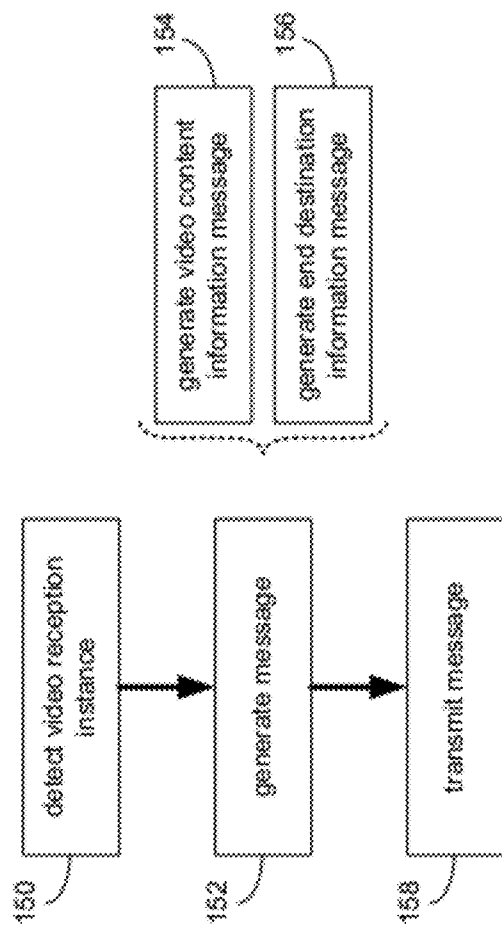 150
detect video reception
instance
152
generate message
158
transmit message
154
generate video content
information message
156
generate end destination
information message